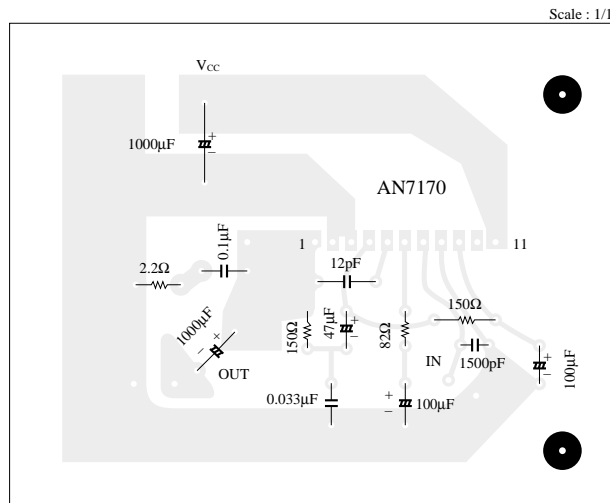 Scale : 1/1
VCC
1000μF
+
−
AN7170
1
11
0.1μF
12pF
2.2Ω
1000μF
+
−
OUT
150Ω
47μF
+
−
82Ω
150Ω
IN
1500pF
+
−
100μF
0.033μF
+
−
100μF